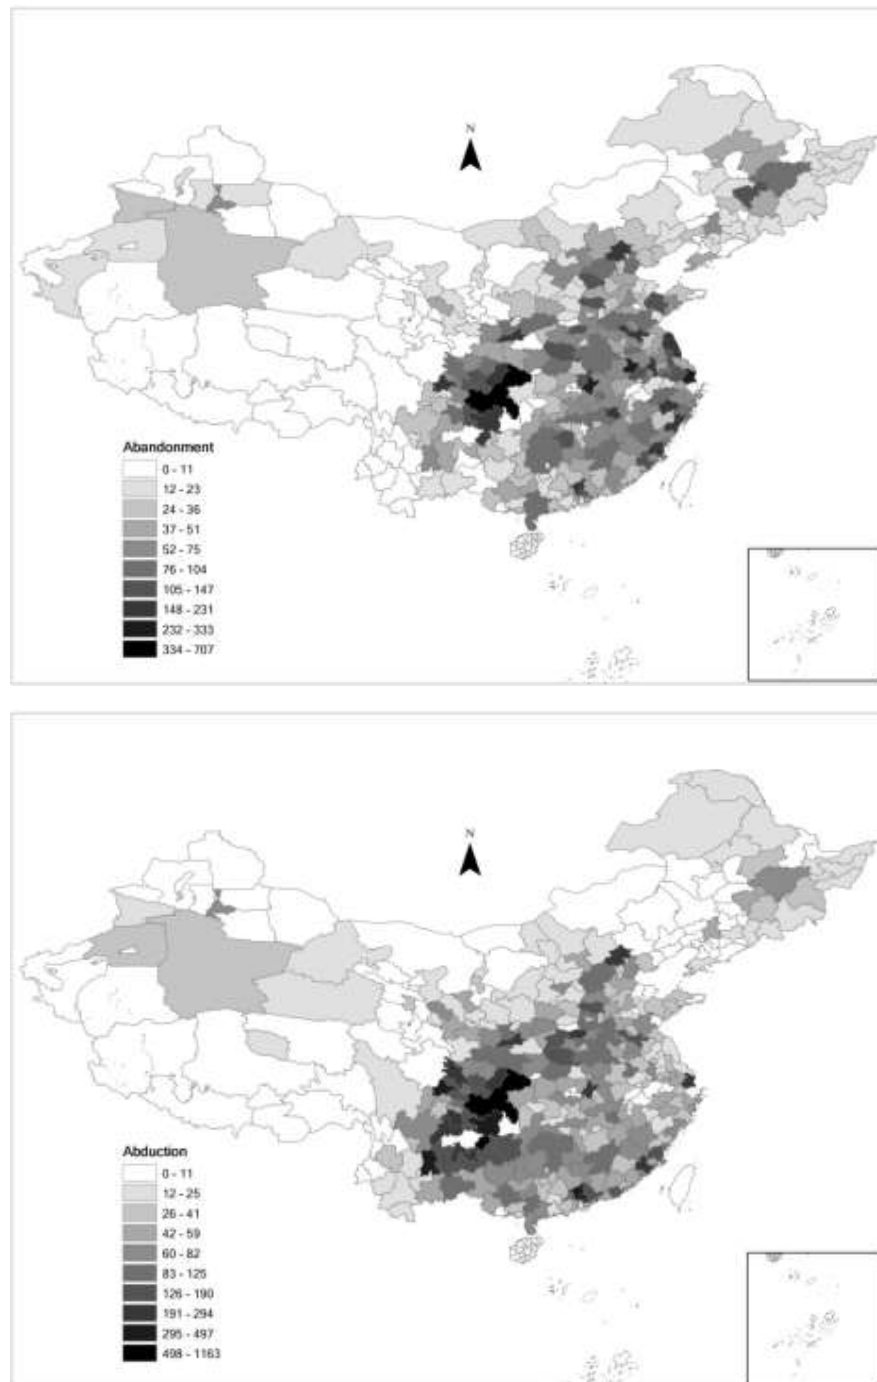 N
Abandonment
0 - 11
12 - 23
24 - 36
37 - 51
52 - 75
76 - 104
105 - 147
148 - 231
232 - 333
334 - 707
N
Abduction
0 - 11
12 - 25
26 - 41
42 - 59
60 - 82
83 - 125
126 - 190
191 - 294
295 - 497
498 - 1163